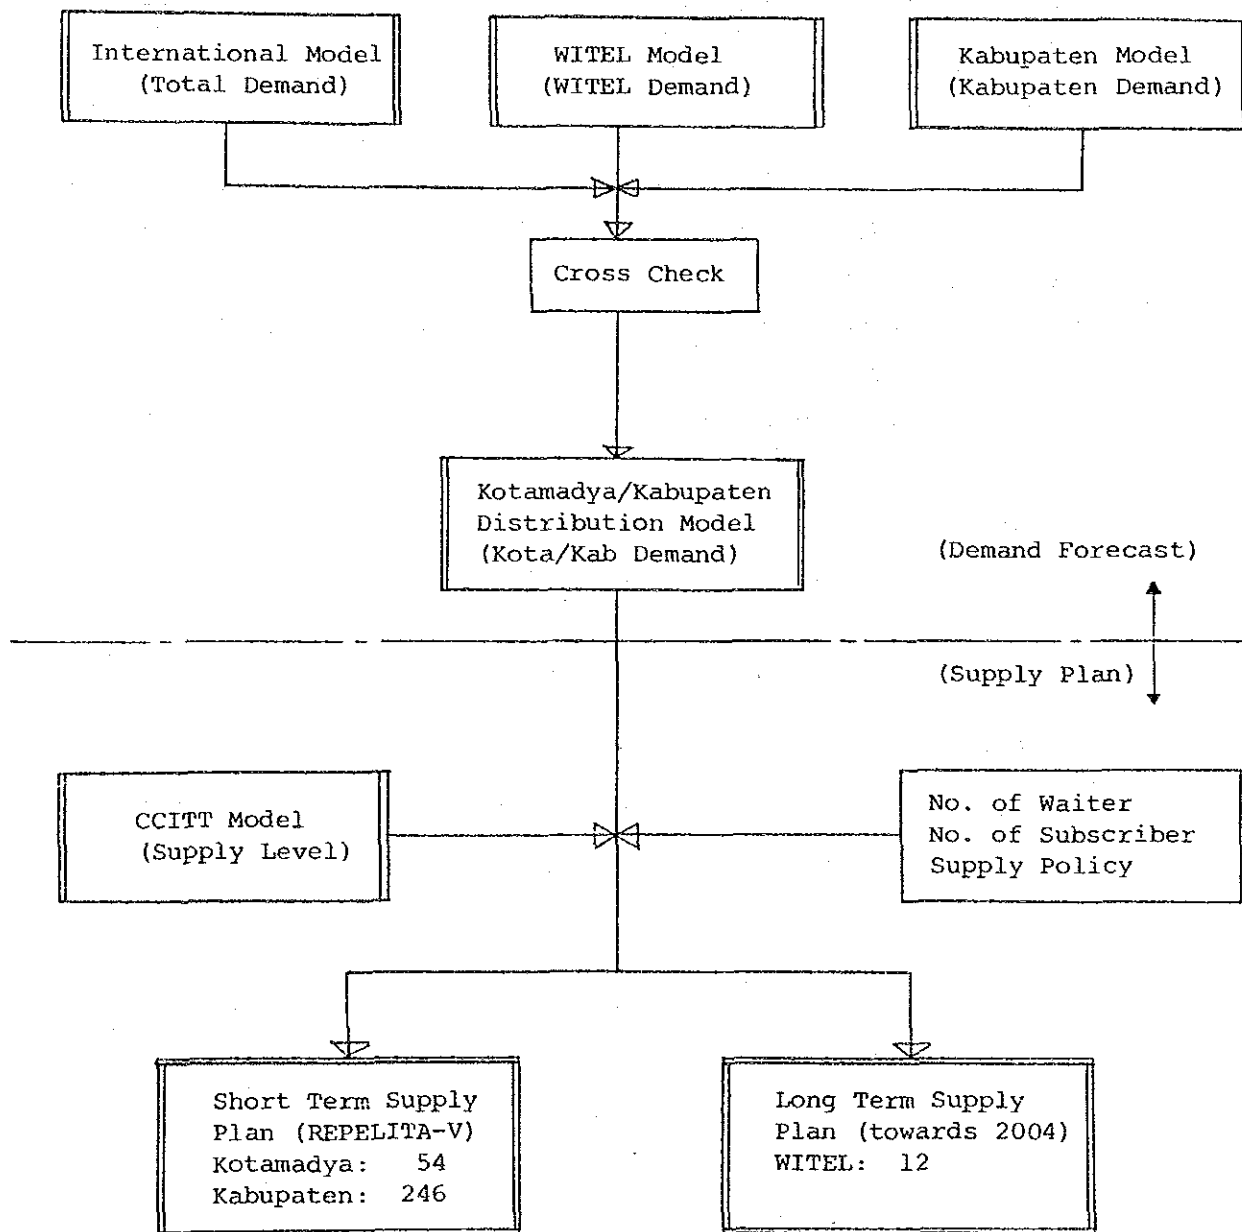 International Model
(Total Demand)
WITEL Model
(WITEL Demand)
Kabupaten Model
(Kabupaten Demand)
Cross Check
Kotamadya/Kabupaten
Distribution Model
(Kota/Kab Demand)
(Demand Forecast)
(Supply Plan)
CCITT Model
(Supply Level)
No. of Waiter
No. of Subscriber
Supply Policy
Short Term Supply
Plan (REPELITA-V)
Kotamadya: 54
Kabupaten: 246
Long Term Supply
Plan (towards 2004)
WITEL: 12